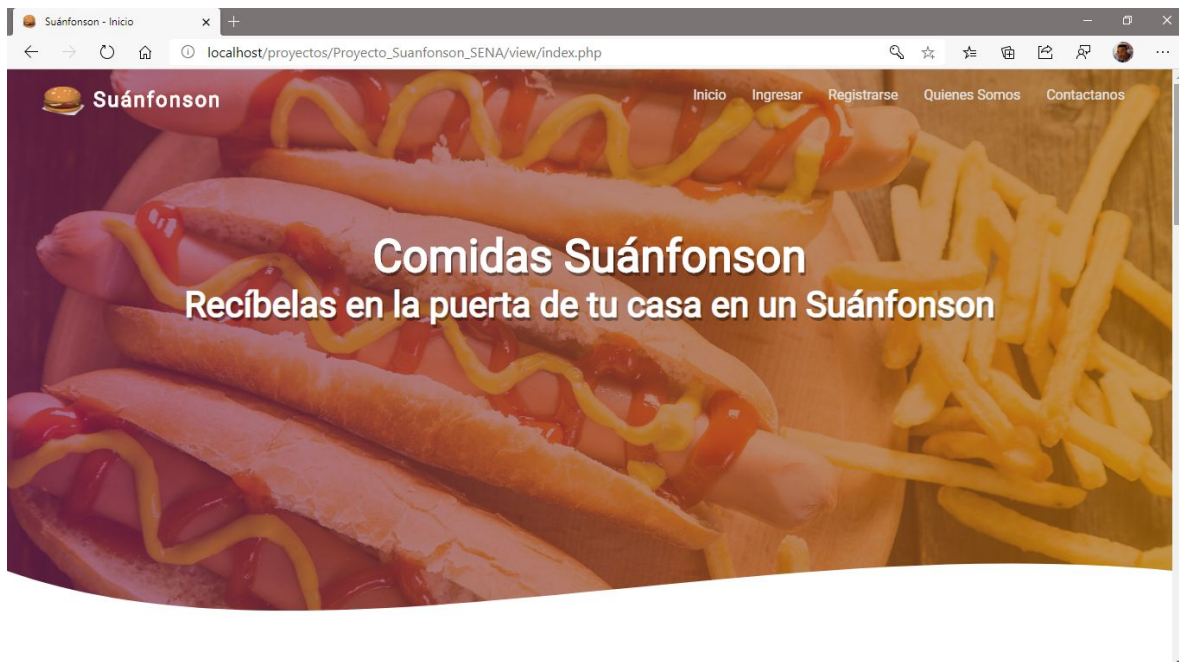 Suánfonson - Inicio
localhost/proyectos/Proyecto_Suanfonson_SENA/view/index.php
Suánfonson
Inicio Ingresar Registrarse Quienes Somos Contactanos
Comidas Suánfonson
Recíbelas en la puerta de tu casa en un Suánfonson